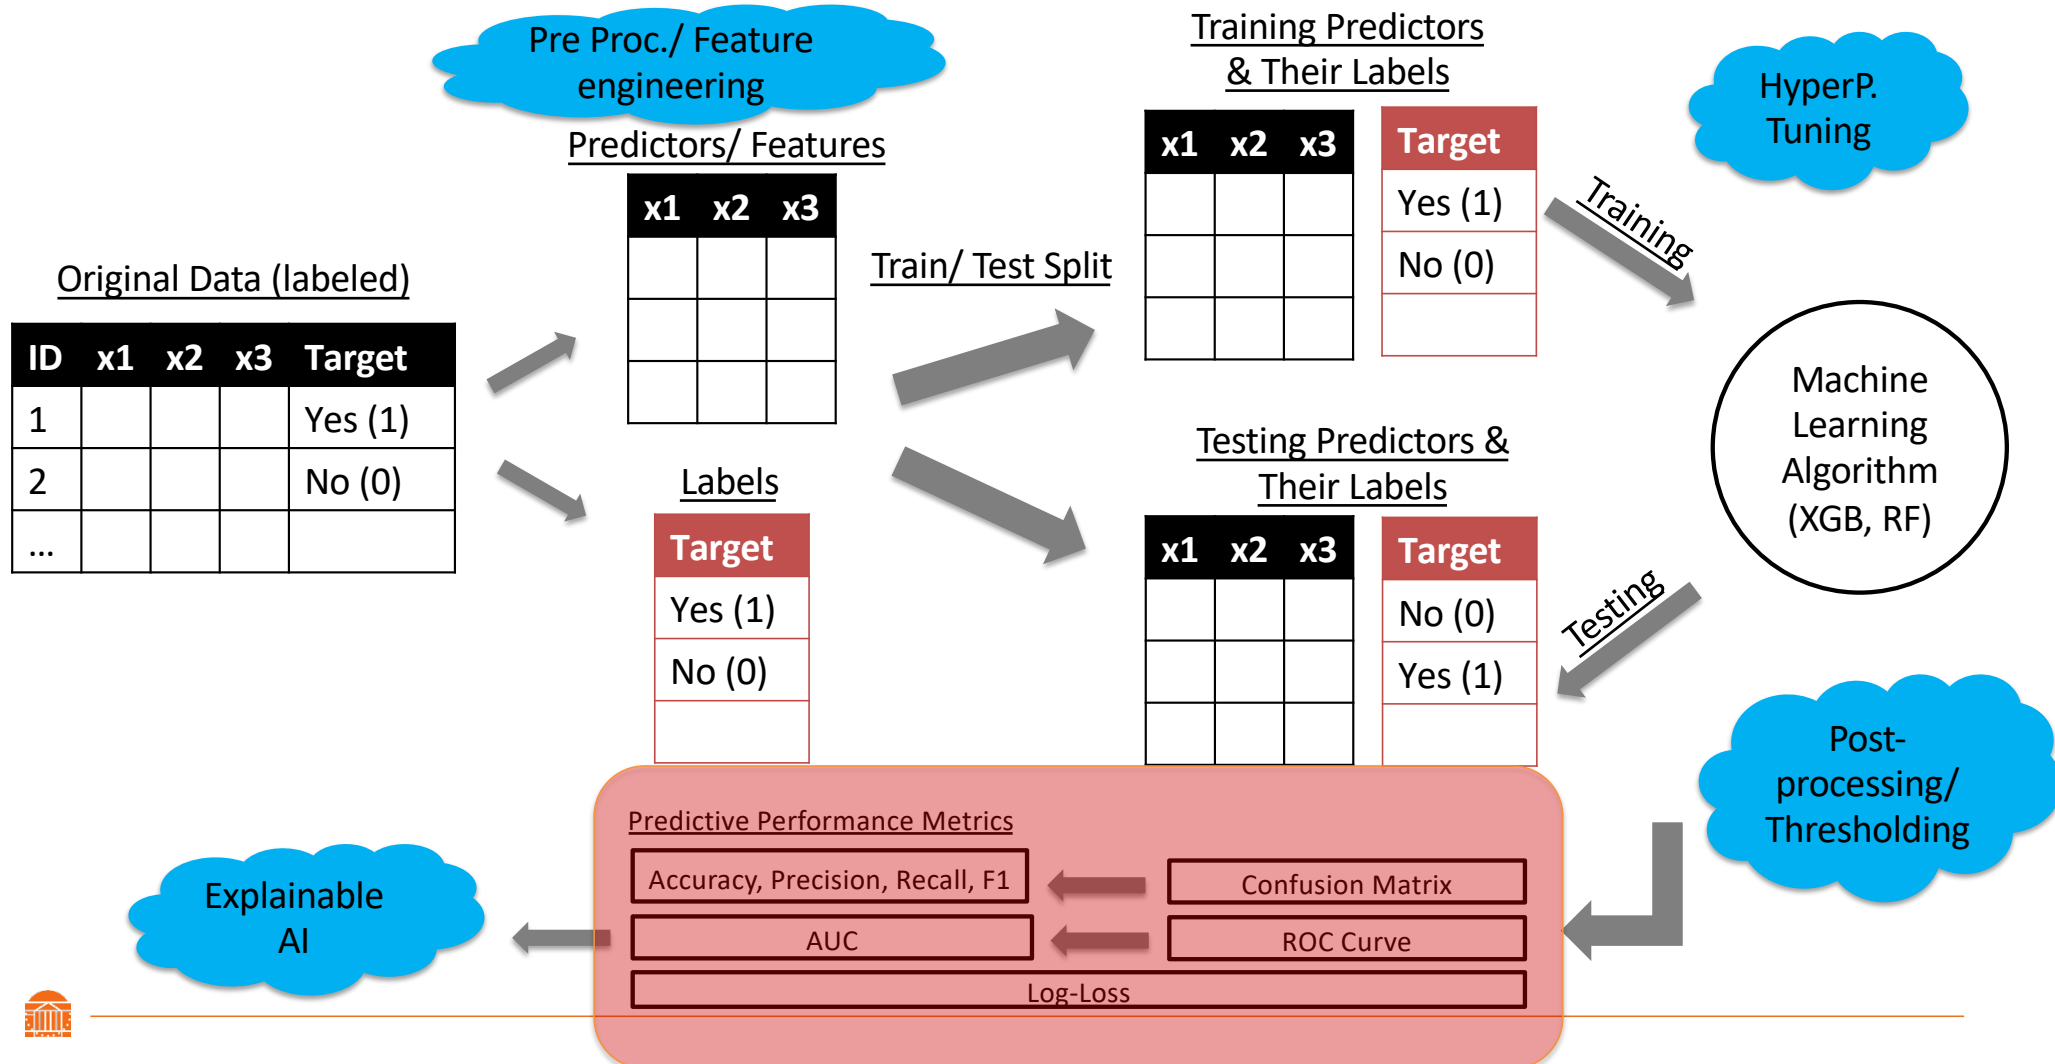 Pre Proc./ Feature
engineering
Training Predictors
& Their Labels
HyperP.
Tuning
Predictors/ Features
x1 x2 x3
x1 x2 x3
Target
Yes (1)
No (0)
Training
Original Data (labeled)
Train/ Test Split
ID x1 x2 x3 Target
1 Yes (1)
2 No (0)
...
Machine
Learning
Algorithm
(XGB, RF)
Labels
Target
Yes (1)
No (0)
Testing Predictors &
Their Labels
x1 x2 x3
Target
No (0)
Yes (1)
Testing
Post-
processing/
Thresholding
Predictive Performance Metrics
Accuracy, Precision, Recall, F1
Confusion Matrix
AUC
ROC Curve
Log-Loss
Explainable
AI